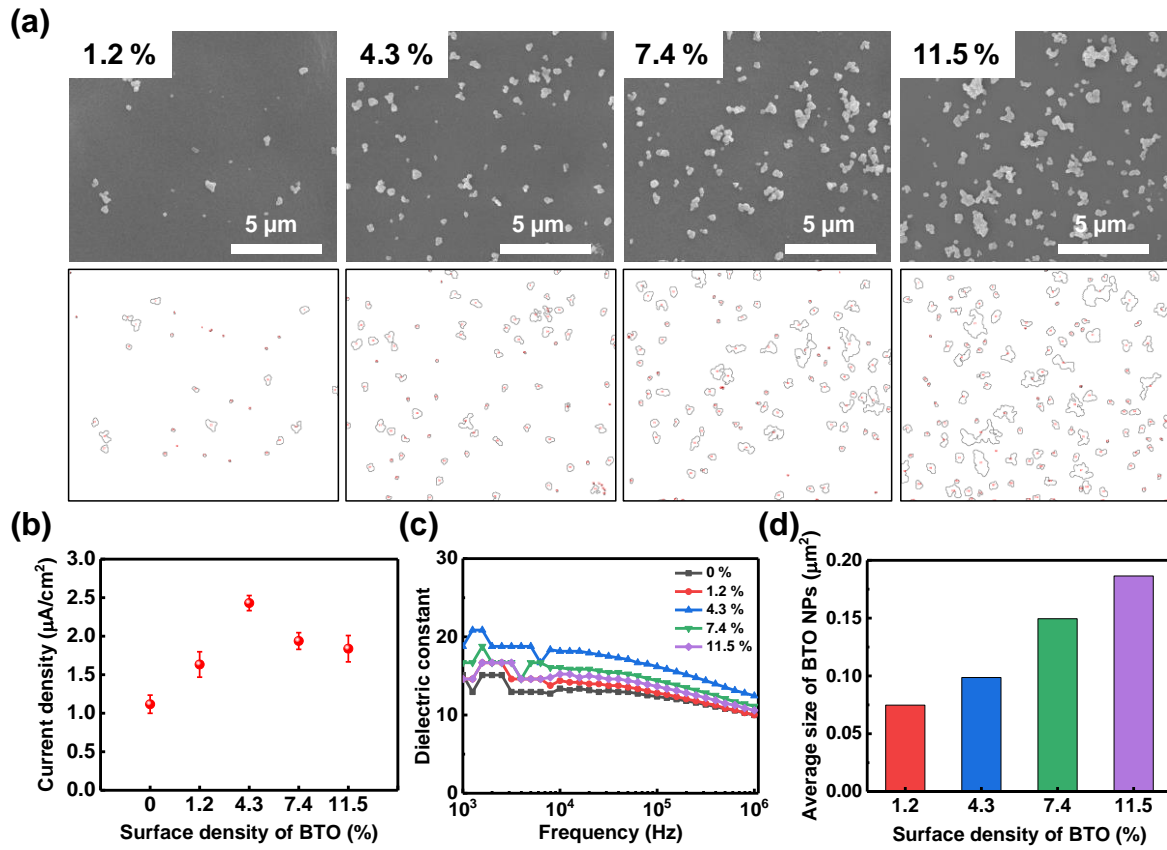 (a)
1.2 %
4.3 %
7.4 %
11.5 %
5 µm
5 µm
5 µm
5 µm
(b)
3.0
2.5
2.0
1.5
1.0
0.5
0.0
Current density (µA/cm²)
0 1.2 4.3 7.4 11.5
Surface density of BTO (%)
(c)
30
20
10
0
Dielectric constant
0 %
1.2 %
4.3 %
7.4 %
11.5 %
10³ 10⁴ 10⁵ 10⁶
Frequency (Hz)
(d)
0.20
0.15
0.10
0.05
0.00
Average size of BTO NPs (µm²)
1.2 4.3 7.4 11.5
Surface density of BTO (%)